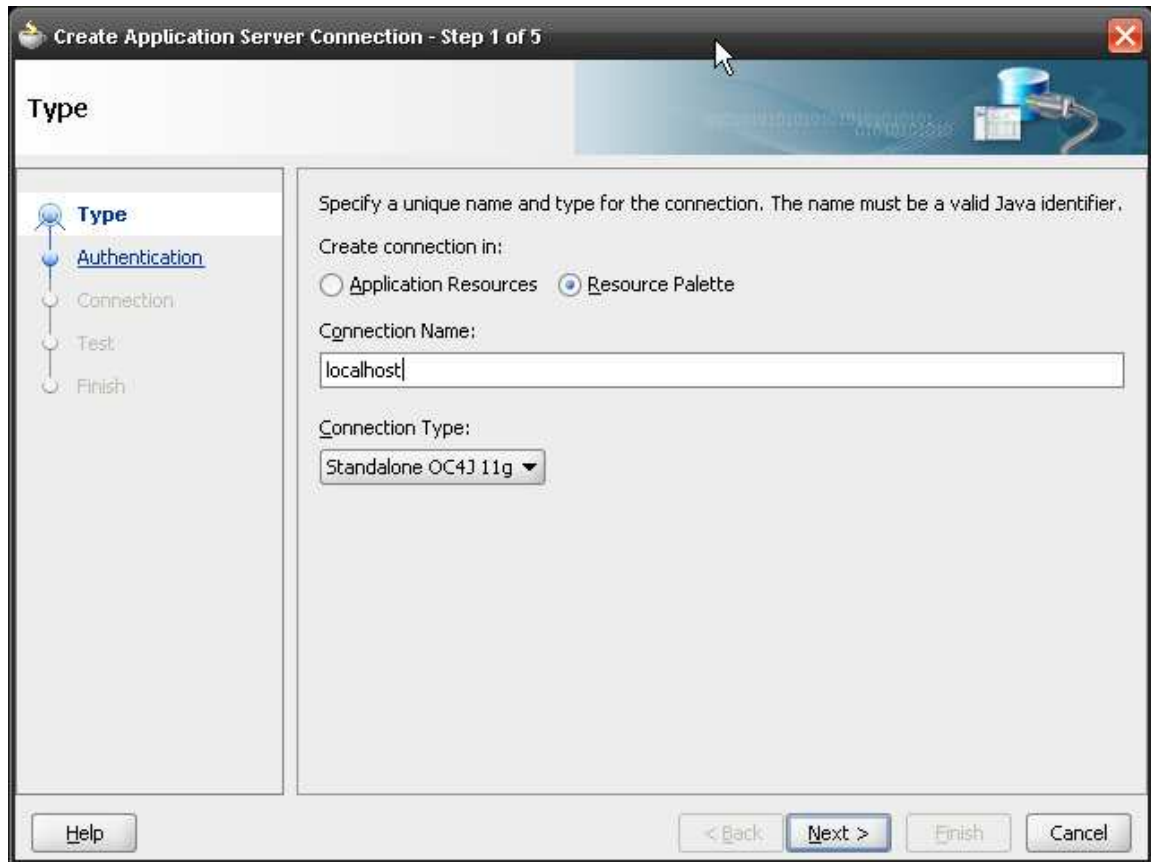 Create Application Server Connection - Step 1 of 5
Type
Type
Authentication
Connection
Test
Finish
Specify a unique name and type for the connection. The name must be a valid Java identifier.
Create connection in:
Application Resources Resource Palette
Connection Name:
localhost
Connection Type:
Standalone OC4J 11g
Help < Back Next > Finish Cancel